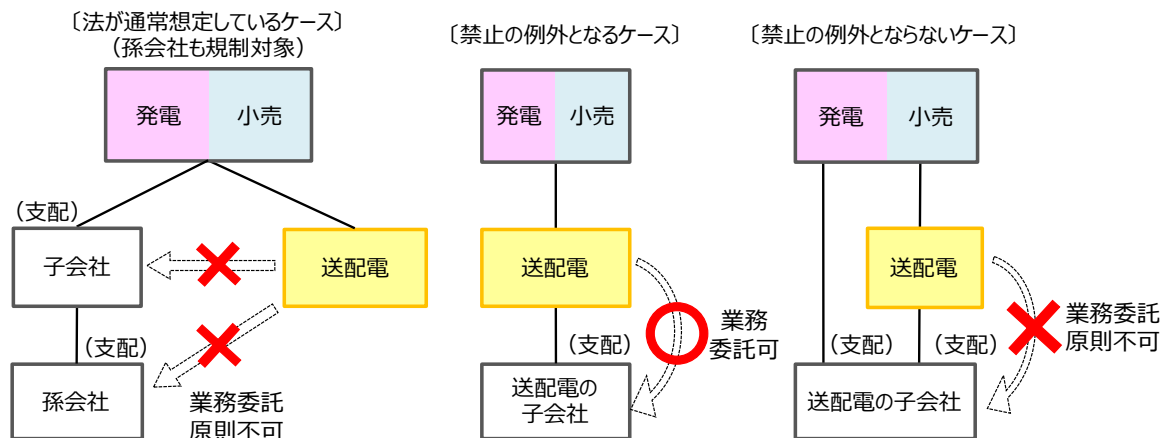 〔法が通常想定しているケース〕
（孫会社も規制対象）
発電
小売
（支配）
子会社
送配電
（支配）
孫会社
業務委託
原則不可
〔禁止の例外となるケース〕
発電
小売
送配電
（支配）
業務
委託可
送配電の
子会社
〔禁止の例外とならないケース〕
発電
小売
送配電
（支配）
（支配）
業務委託
原則不可
送配電の子会社